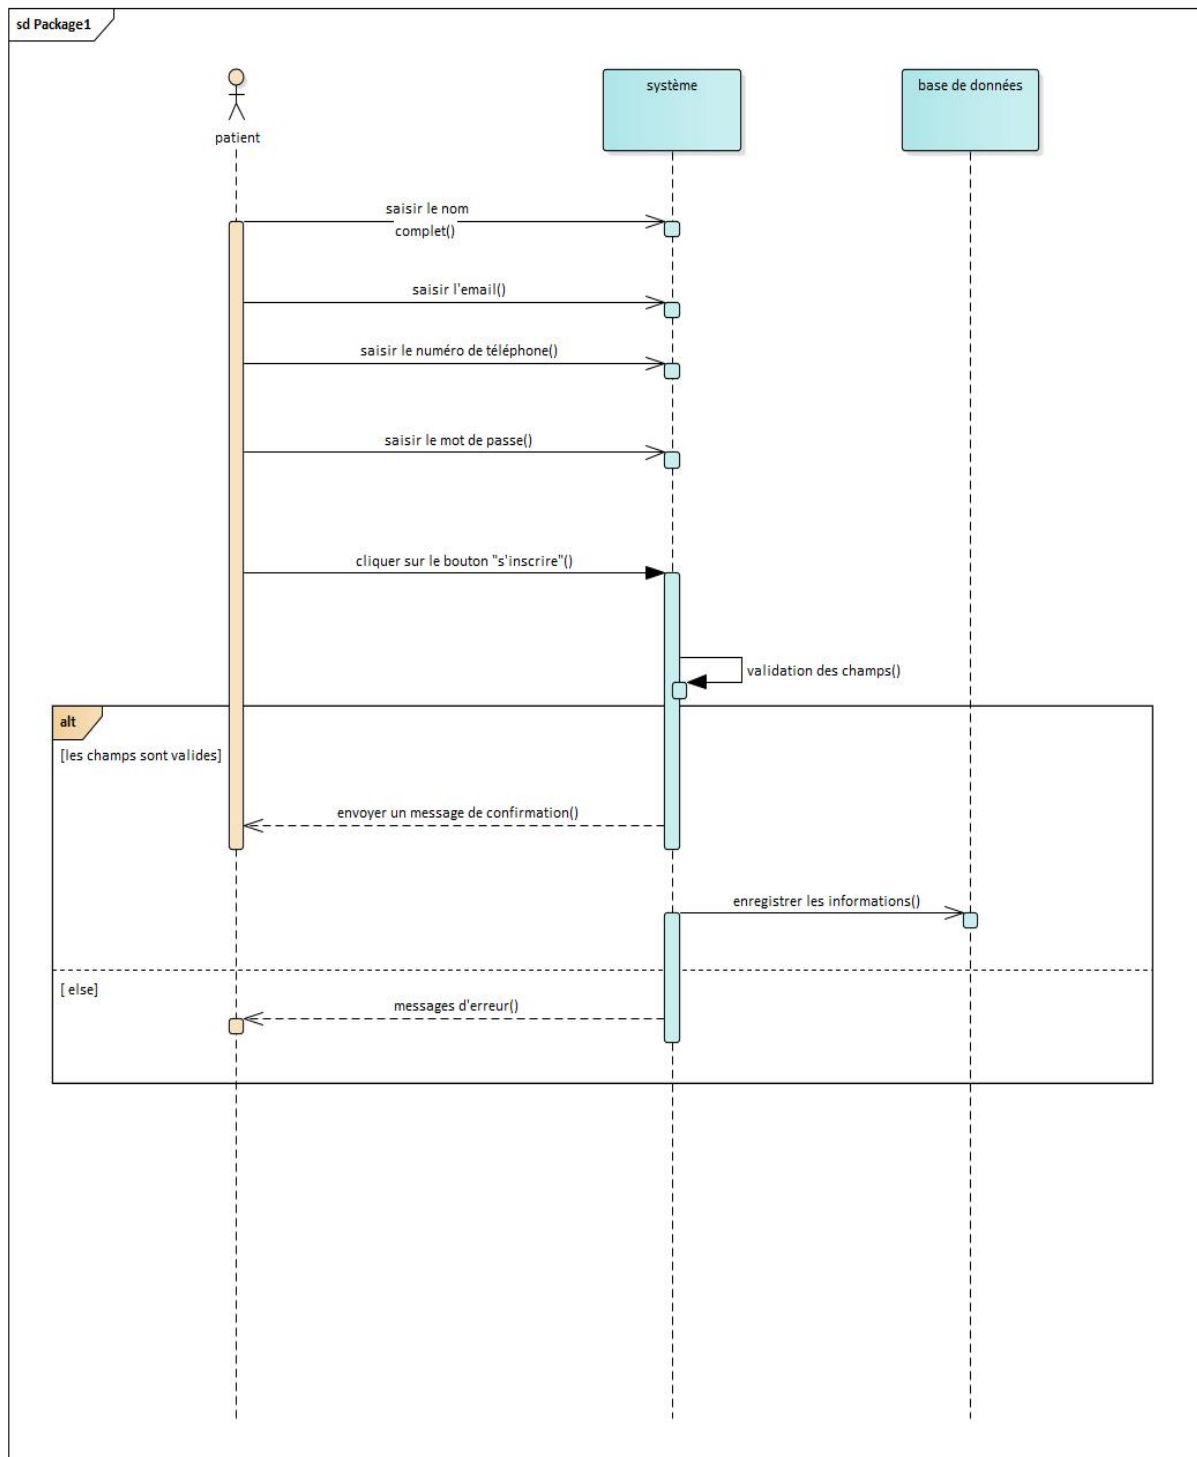 sd Package1
patient
système
base de données
saisir le nom
complet()
saisir l'email()
saisir le numéro de téléphone()
saisir le mot de passe()
cliquer sur le bouton "s'inscrire"()
validation des champs()
alt
[les champs sont valides]
envoyer un message de confirmation()
enregistrer les informations()
[ else]
messages d'erreur()